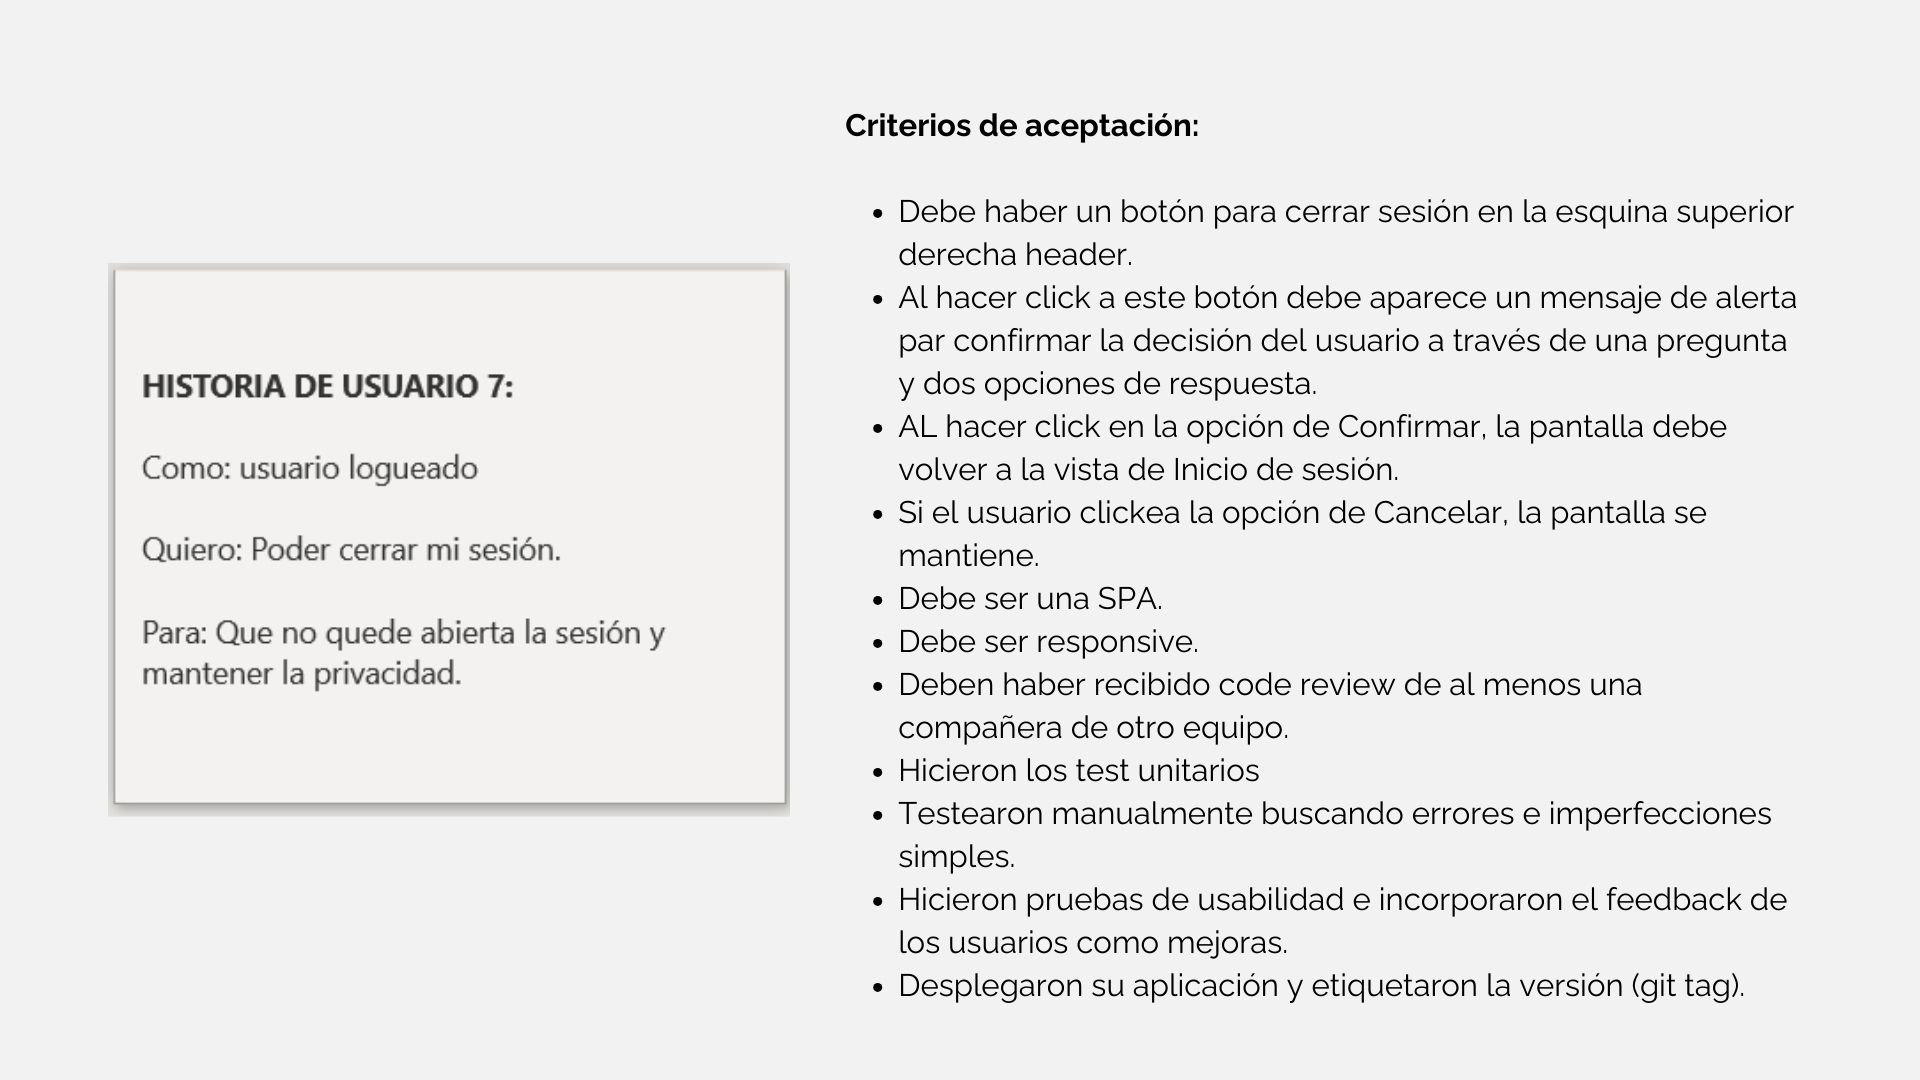 HISTORIA DE USUARIO 7:
Como: usuario logueado
Quiero: Poder cerrar mi sesión.
Para: Que no quede abierta la sesión y
mantener la privacidad.
Criterios de aceptación:
• Debe haber un botón para cerrar sesión en la esquina superior
derecha header.
• Al hacer click a este botón debe aparece un mensaje de alerta
par confirmar la decisión del usuario a través de una pregunta
y dos opciones de respuesta.
• AL hacer click en la opción de Confirmar, la pantalla debe
volver a la vista de Inicio de sesión.
• Si el usuario clickea la opción de Cancelar, la pantalla se
mantiene.
• Debe ser una SPA.
• Debe ser responsive.
• Deben haber recibido code review de al menos una
compañera de otro equipo.
• Hicieron los test unitarios
• Testearon manualmente buscando errores e imperfecciones
simples.
• Hicieron pruebas de usabilidad e incorporaron el feedback de
los usuarios como mejoras.
• Desplegaron su aplicación y etiquetaron la versión (git tag).